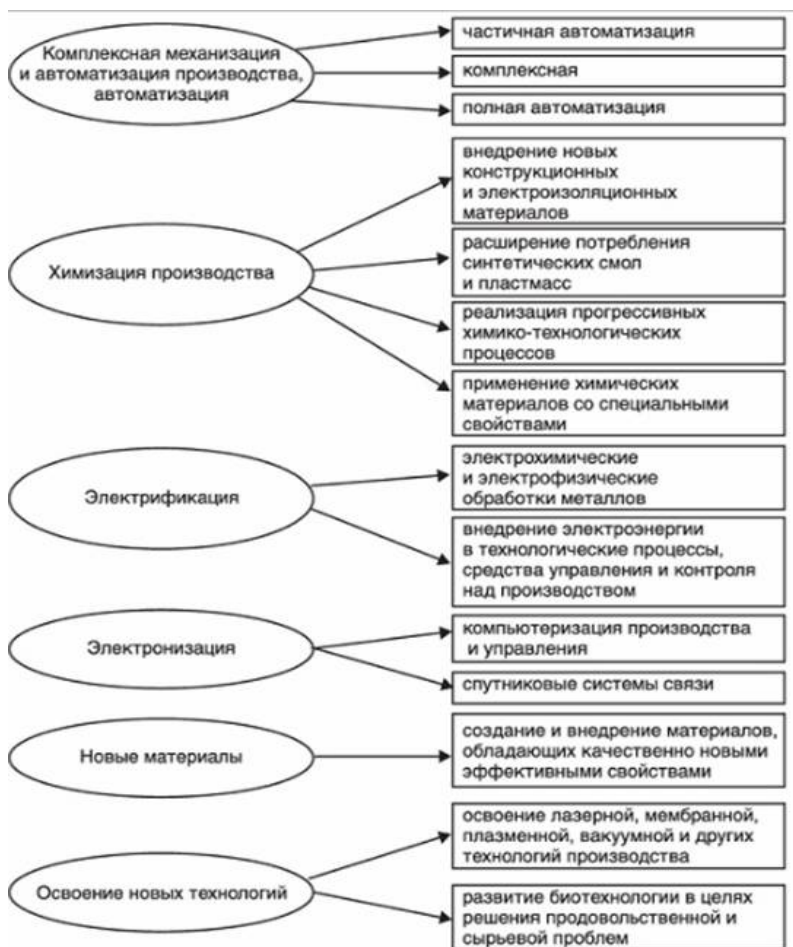 Комплексная механизация
и автоматизация производства,
автоматизация
частичная автоматизация
комплексная
полная автоматизация
Химизация производства
внедрение новых
конструкционных
и электроизоляционных
материалов
расширение потребления
синтетических смол
и пластмасс
реализация прогрессивных
химико-технологических
процессов
применение химических
материалов со специальными
свойствами
Электрификация
электрохимические
и электрофизические
обработки металлов
внедрение электроэнергии
в технологические процессы,
средства управления и контроля
над производством
Электронизация
компьютеризация производства
и управления
спутниковые системы связи
Новые материалы
создание и внедрение материалов,
обладающих качественно новыми
эффективными свойствами
Освоение новых технологий
освоение лазерной, мембранной,
плазменной, вакуумной и других
технологий производства
развитие биотехнологии в целях
решения продовольственной и
сырьевой проблем